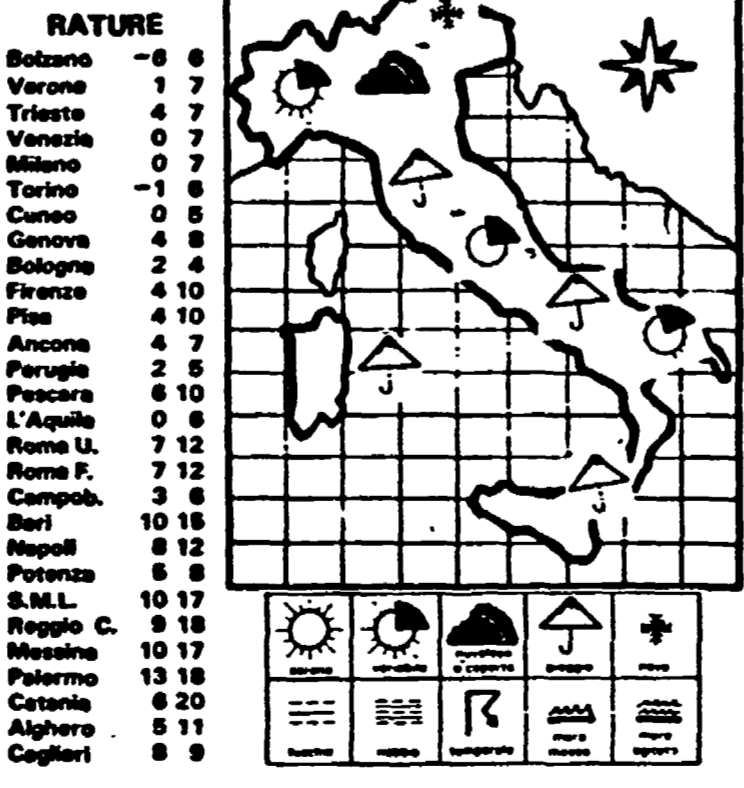 RATURE
Bolzano -6 6
Verona 1 7
Trieste 4 7
Venezia 0 7
Milano 0 7
Torino -1 6
Cuneo 0 5
Genova 4 8
Bologna 2 4
Firenze 4 10
Pisa 4 10
Ancona 4 7
Perugia 2 5
Pescara 6 10
L'Aquila 0 6
Roma U. 7 12
Roma F. 7 12
Campob. 3 6
Bari 10 15
Napoli 8 12
Potenza 5 8
S.M.L. 10 17
Reggio C. 9 18
Messina 10 17
Palermo 13 18
Catania 6 20
Alghero 5 11
Cagliari 8 9
sereno variabile nuvoloso o coperto pioggia neve
foschia nebbia temporale mare mosso mare agitato